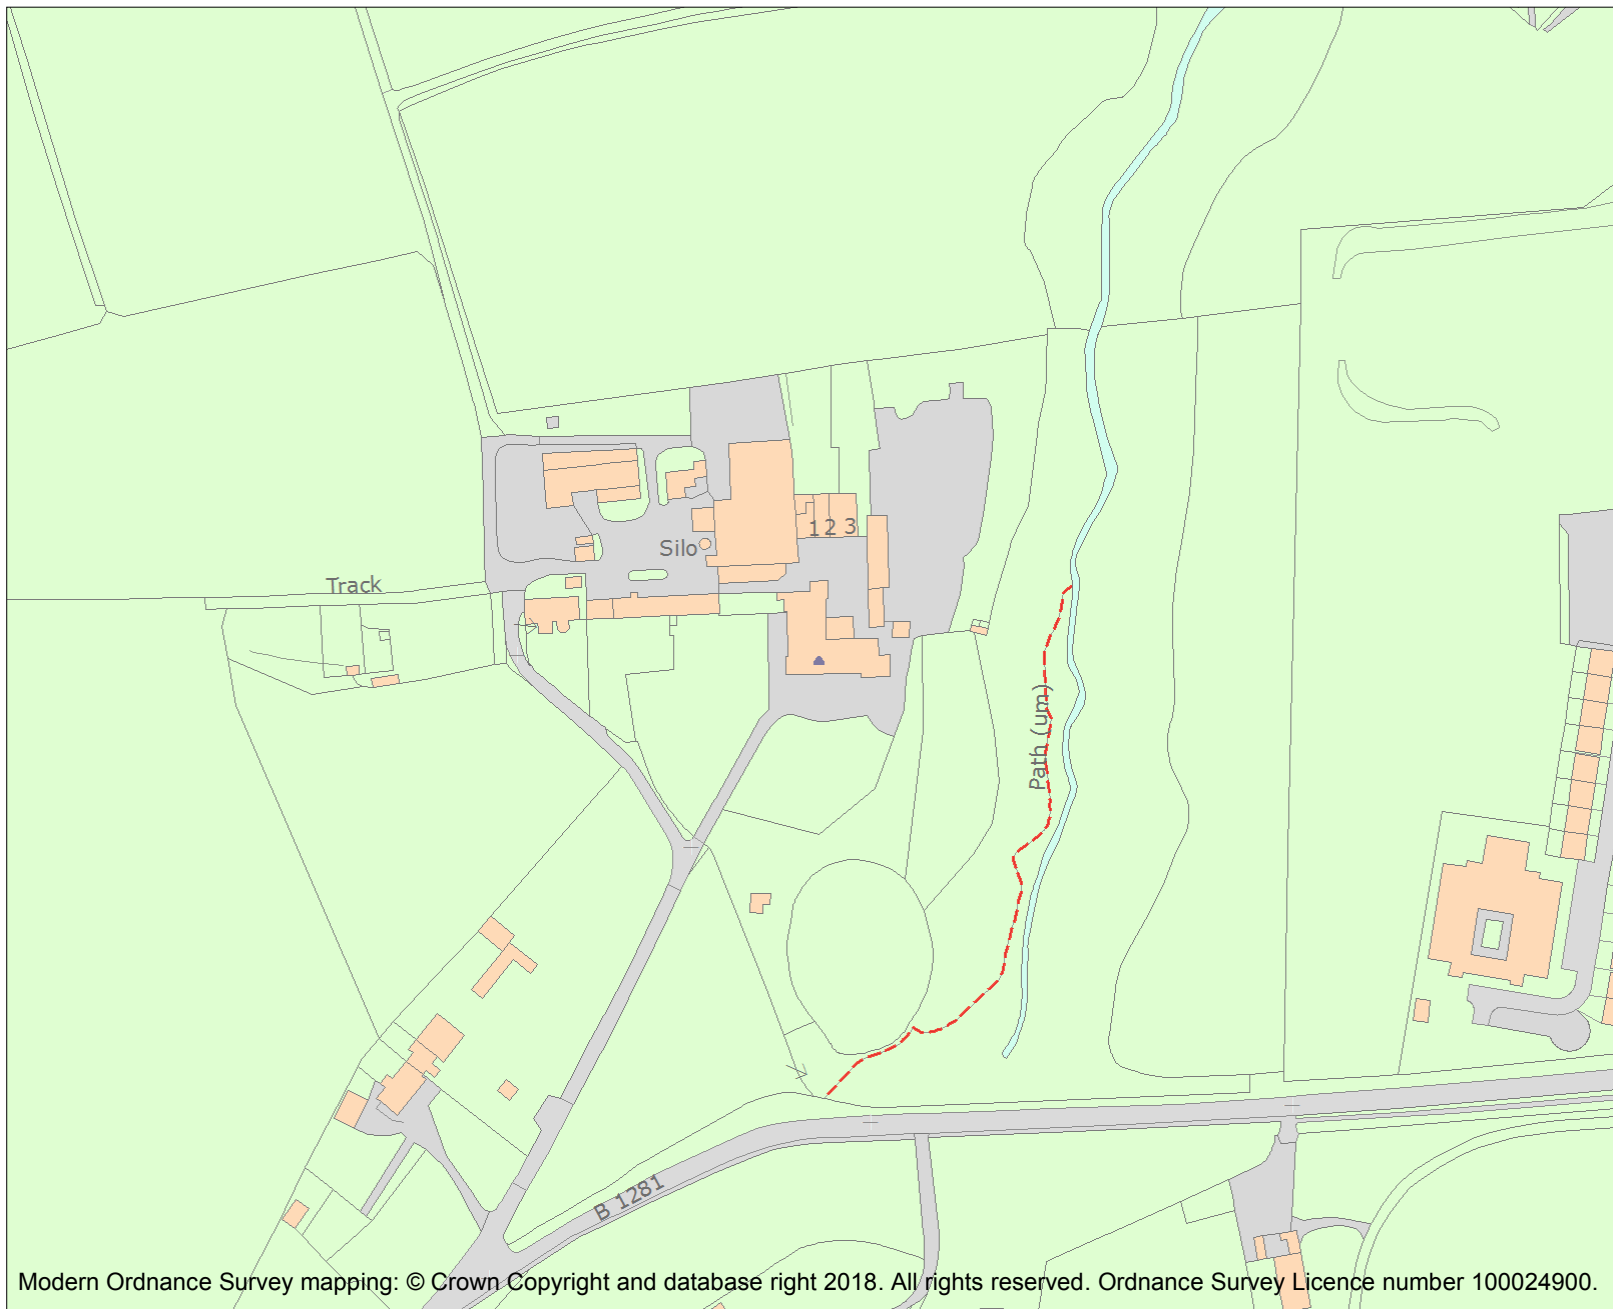 1 2 3
Silo
Track
Path (um)
B 1281
Modern Ordnance Survey mapping: © Crown Copyright and database right 2018. All rights reserved. Ordnance Survey Licence number 100024900.